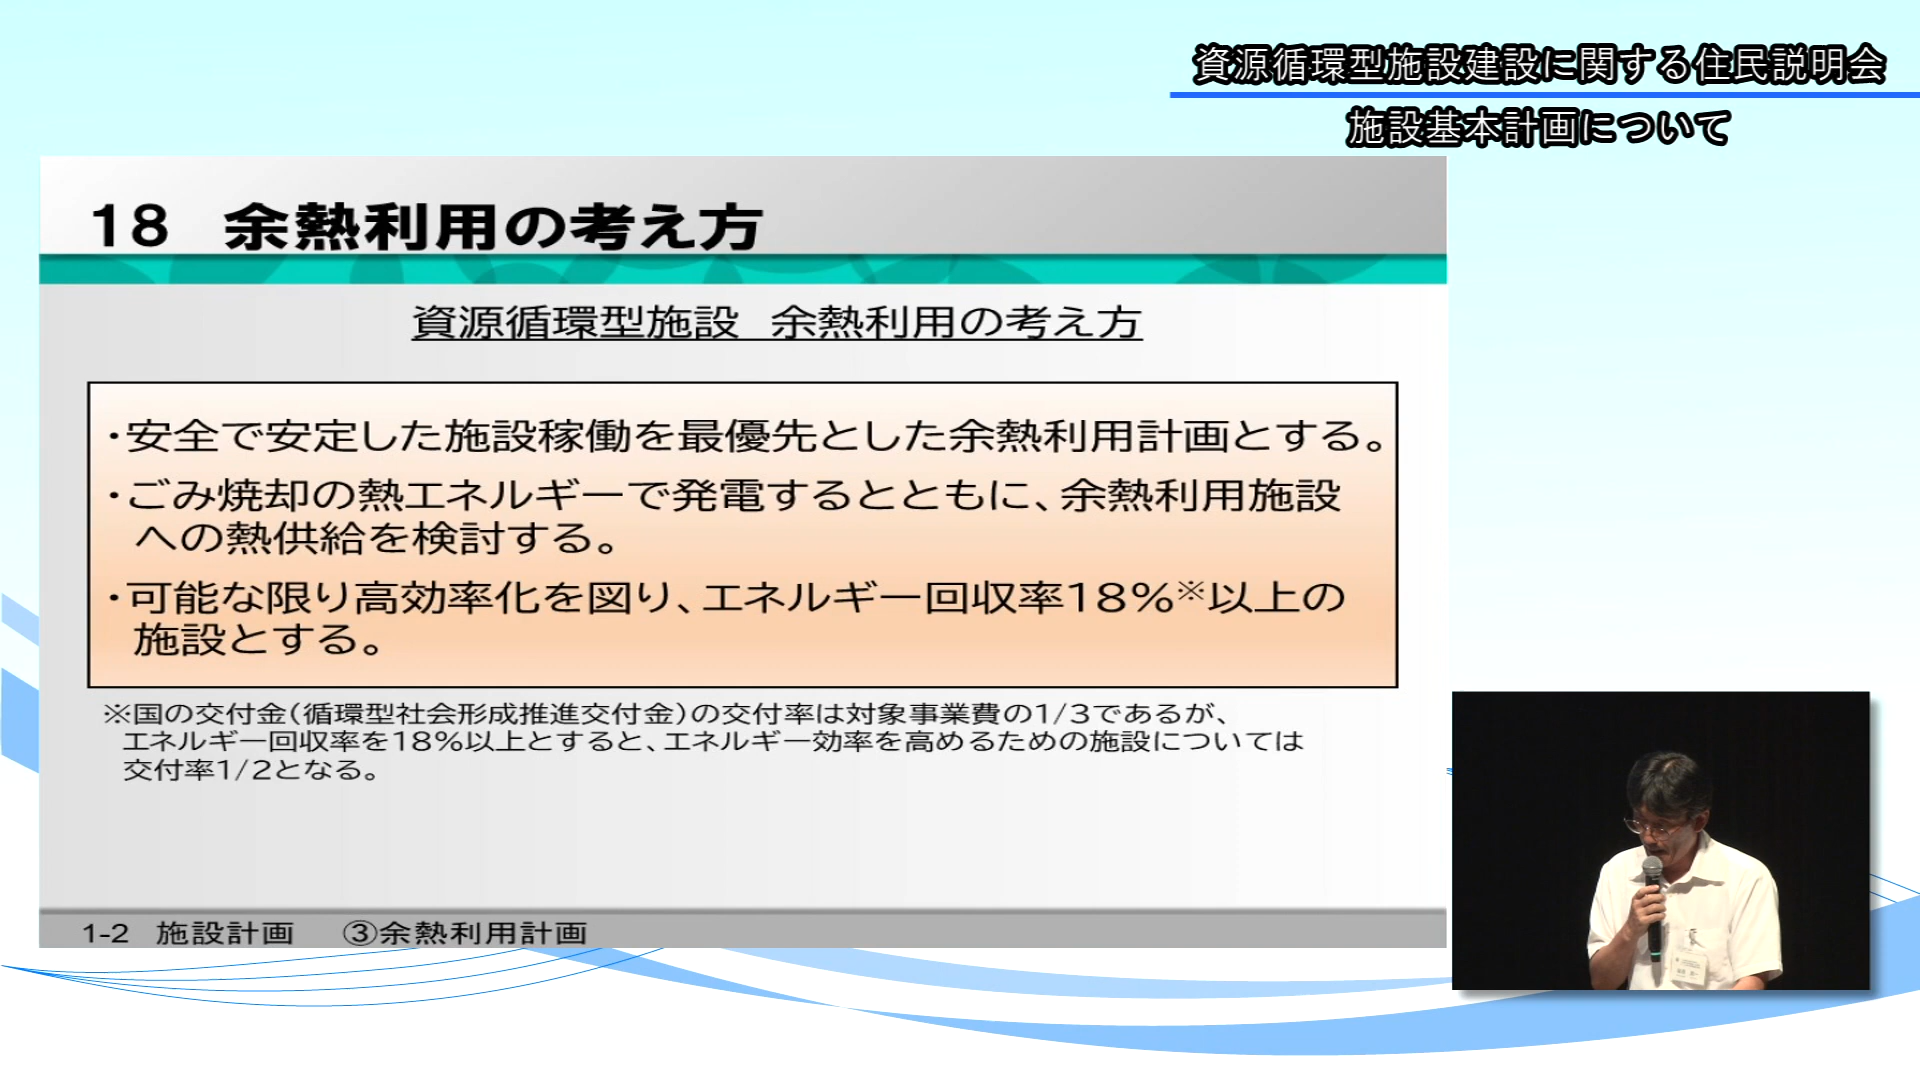 資源循環型施設建設に関する住民説明会
施設基本計画について
18　余熱利用の考え方
資源循環型施設　余熱利用の考え方
・安全で安定した施設稼働を最優先とした余熱利用計画とする。
・ごみ焼却の熱エネルギーで発電するとともに、余熱利用施設
への熱供給を検討する。
・可能な限り高効率化を図り、エネルギー回収率18％※以上の
施設とする。
※国の交付金（循環型社会形成推進交付金）の交付率は対象事業費の1/3であるが、
エネルギー回収率を18％以上とすると、エネルギー効率を高めるための施設については
交付率1/2となる。
1-2　施設計画　③余熱利用計画